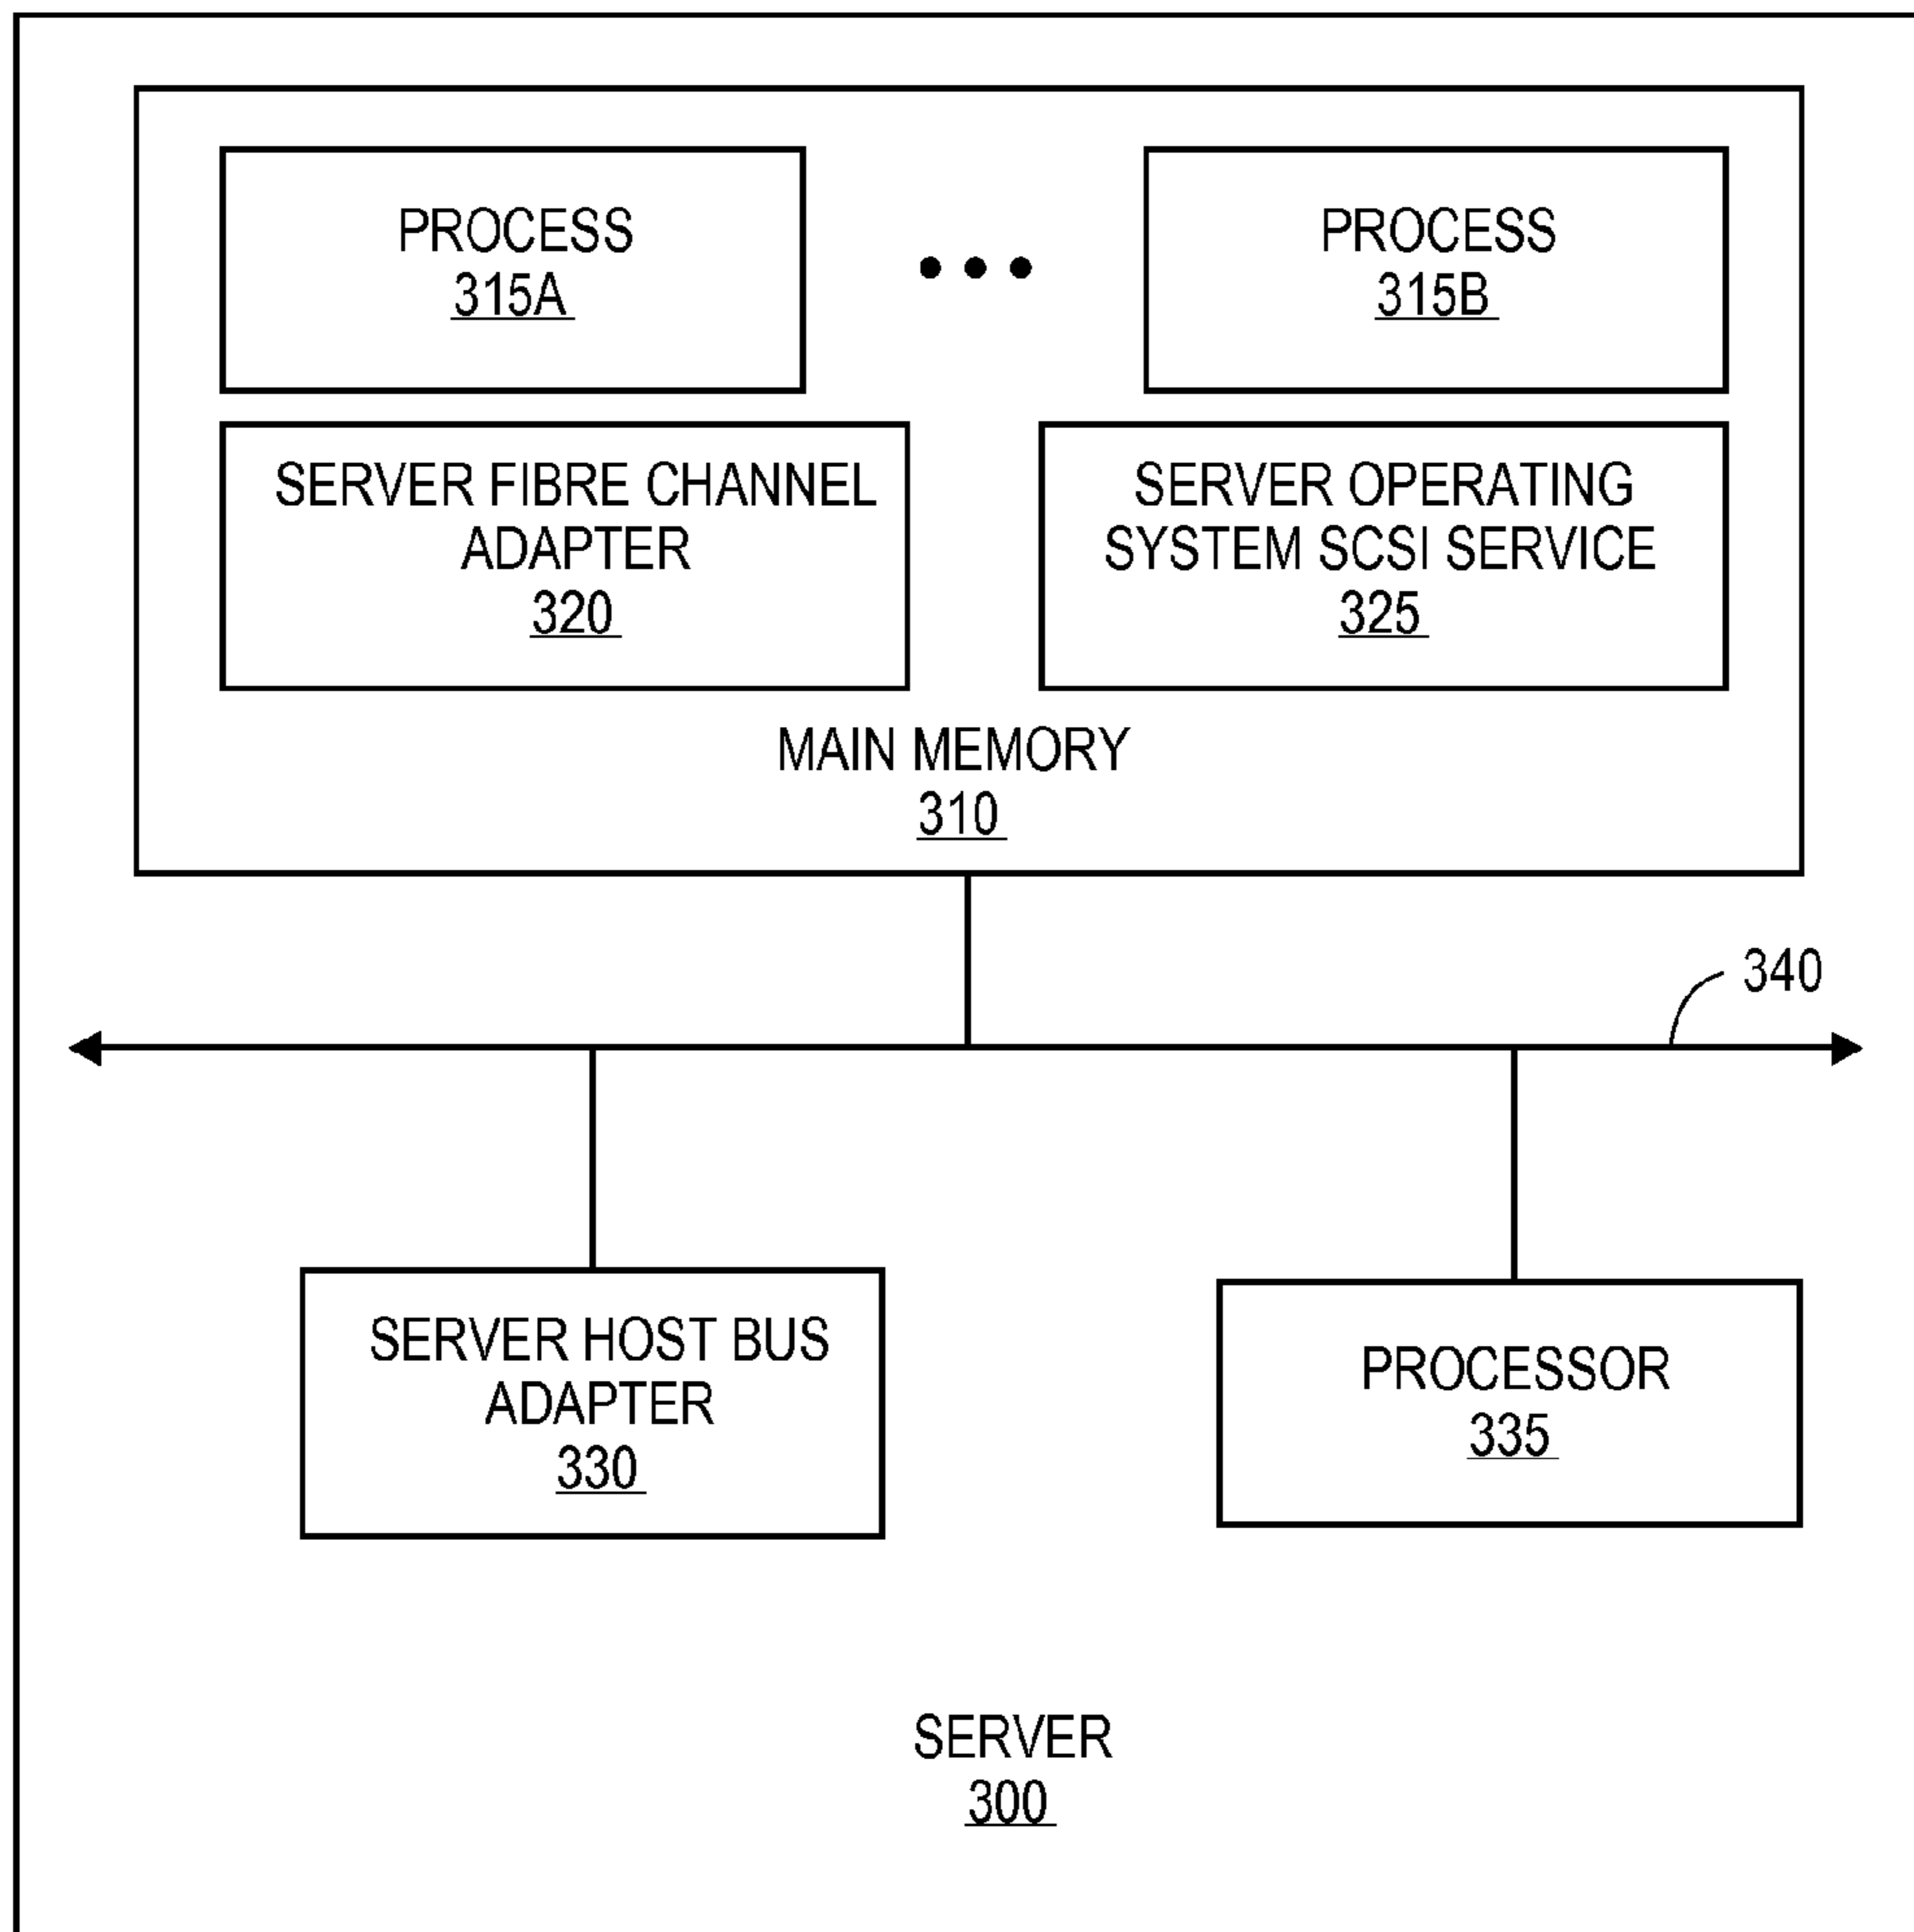 PROCESS
315A
PROCESS
315B
SERVER FIBRE CHANNEL
ADAPTER
320
SERVER OPERATING
SYSTEM SCSI SERVICE
325
MAIN MEMORY
310
340
SERVER HOST BUS
ADAPTER
330
PROCESSOR
335
SERVER
300